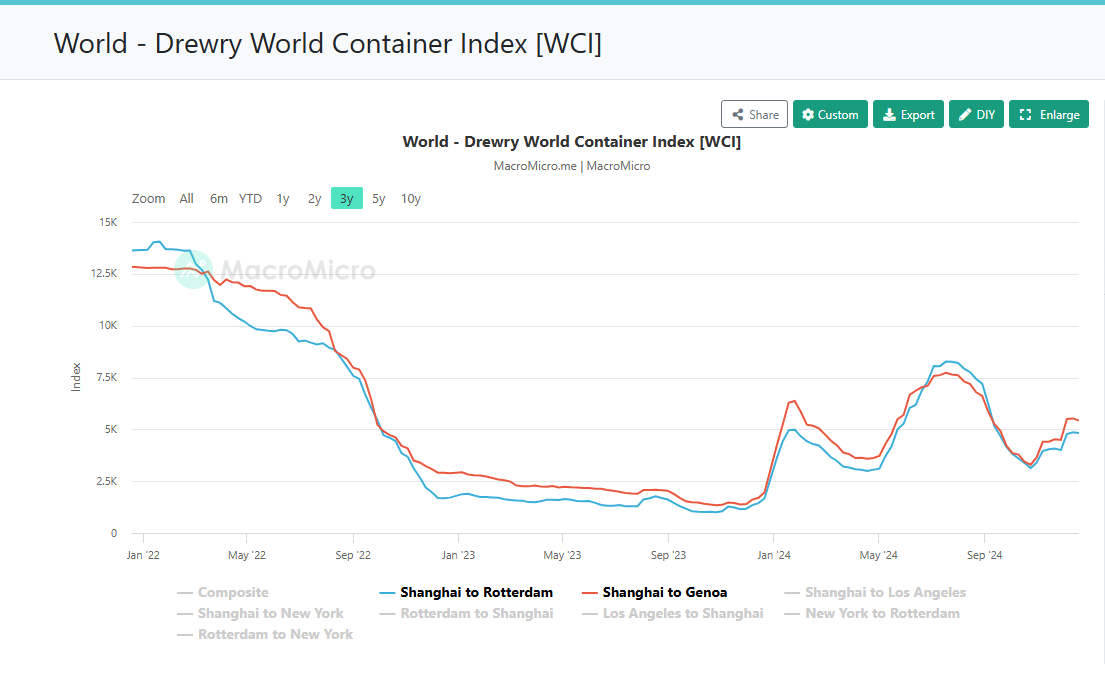 World - Drewry World Container Index [WCI]
Share Custom Export DIY Enlarge
World - Drewry World Container Index [WCI]
MacroMicro.me | MacroMicro
Zoom All 6m YTD 1y 2y 3y 5y 10y
15K
12.5K
10K
7.5K
5K
2.5K
0
Index
MacroMicro
Jan '22 May '22 Sep '22 Jan '23 May '23 Sep '23 Jan '24 May '24 Sep '24
Composite Shanghai to Rotterdam Shanghai to Genoa Shanghai to Los Angeles
Shanghai to New York Rotterdam to Shanghai Los Angeles to Shanghai New York to Rotterdam
Rotterdam to New York